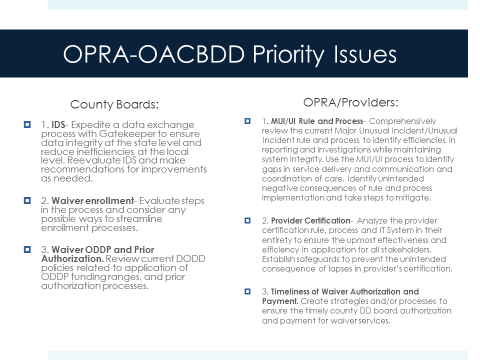 OPRA-OACBDD Priority Issues
County Boards:
1. IDS- Expedite a data exchange
process with Gatekeeper to ensure
data integrity at the state level and
reduce inefficiencies at the local
level. Reevaluate IDS and make
recommendations for improvements
as needed.
2. Waiver enrollment- Evaluate steps
in the process and consider any
possible ways to streamline
enrollment processes.
3. Waiver ODDP and Prior
Authorization. Review current DODD
policies related to application of
ODDP funding ranges, and prior
authorization processes.
OPRA/Providers:
1. MUI/UI Rule and Process- Comprehensively
review the current Major Unusual Incident/Unusual
Incident rule and process to identify efficiencies in
reporting and investigations while maintaining
system integrity. Use the MUI/UI process to identify
gaps in service delivery and communication and
coordination of care. Identify unintended
negative consequences of rule and process
implementation and take steps to mitigate.
2. Provider Certification- Analyze the provider
certification rule, process and IT System in their
entirety to ensure the upmost effectiveness and
efficiency in application for all stakeholders.
Establish safeguards to prevent the unintended
consequence of lapses in provider's certification.
3. Timeliness of Waiver Authorization and
Payment. Create strategies and/or processes to
ensure the timely county DD board authorization
and payment for waiver services.